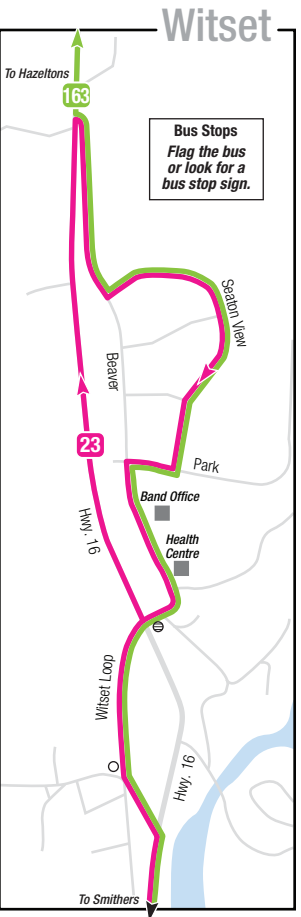 Witset
To Hazeltons
163
Bus Stops
Flag the bus
or look for a
bus stop sign.
Seaton View
Beaver
23
Park
Band Office
Hwy. 16
Health
Centre
Witset Loop
Hwy. 16
To Smithers